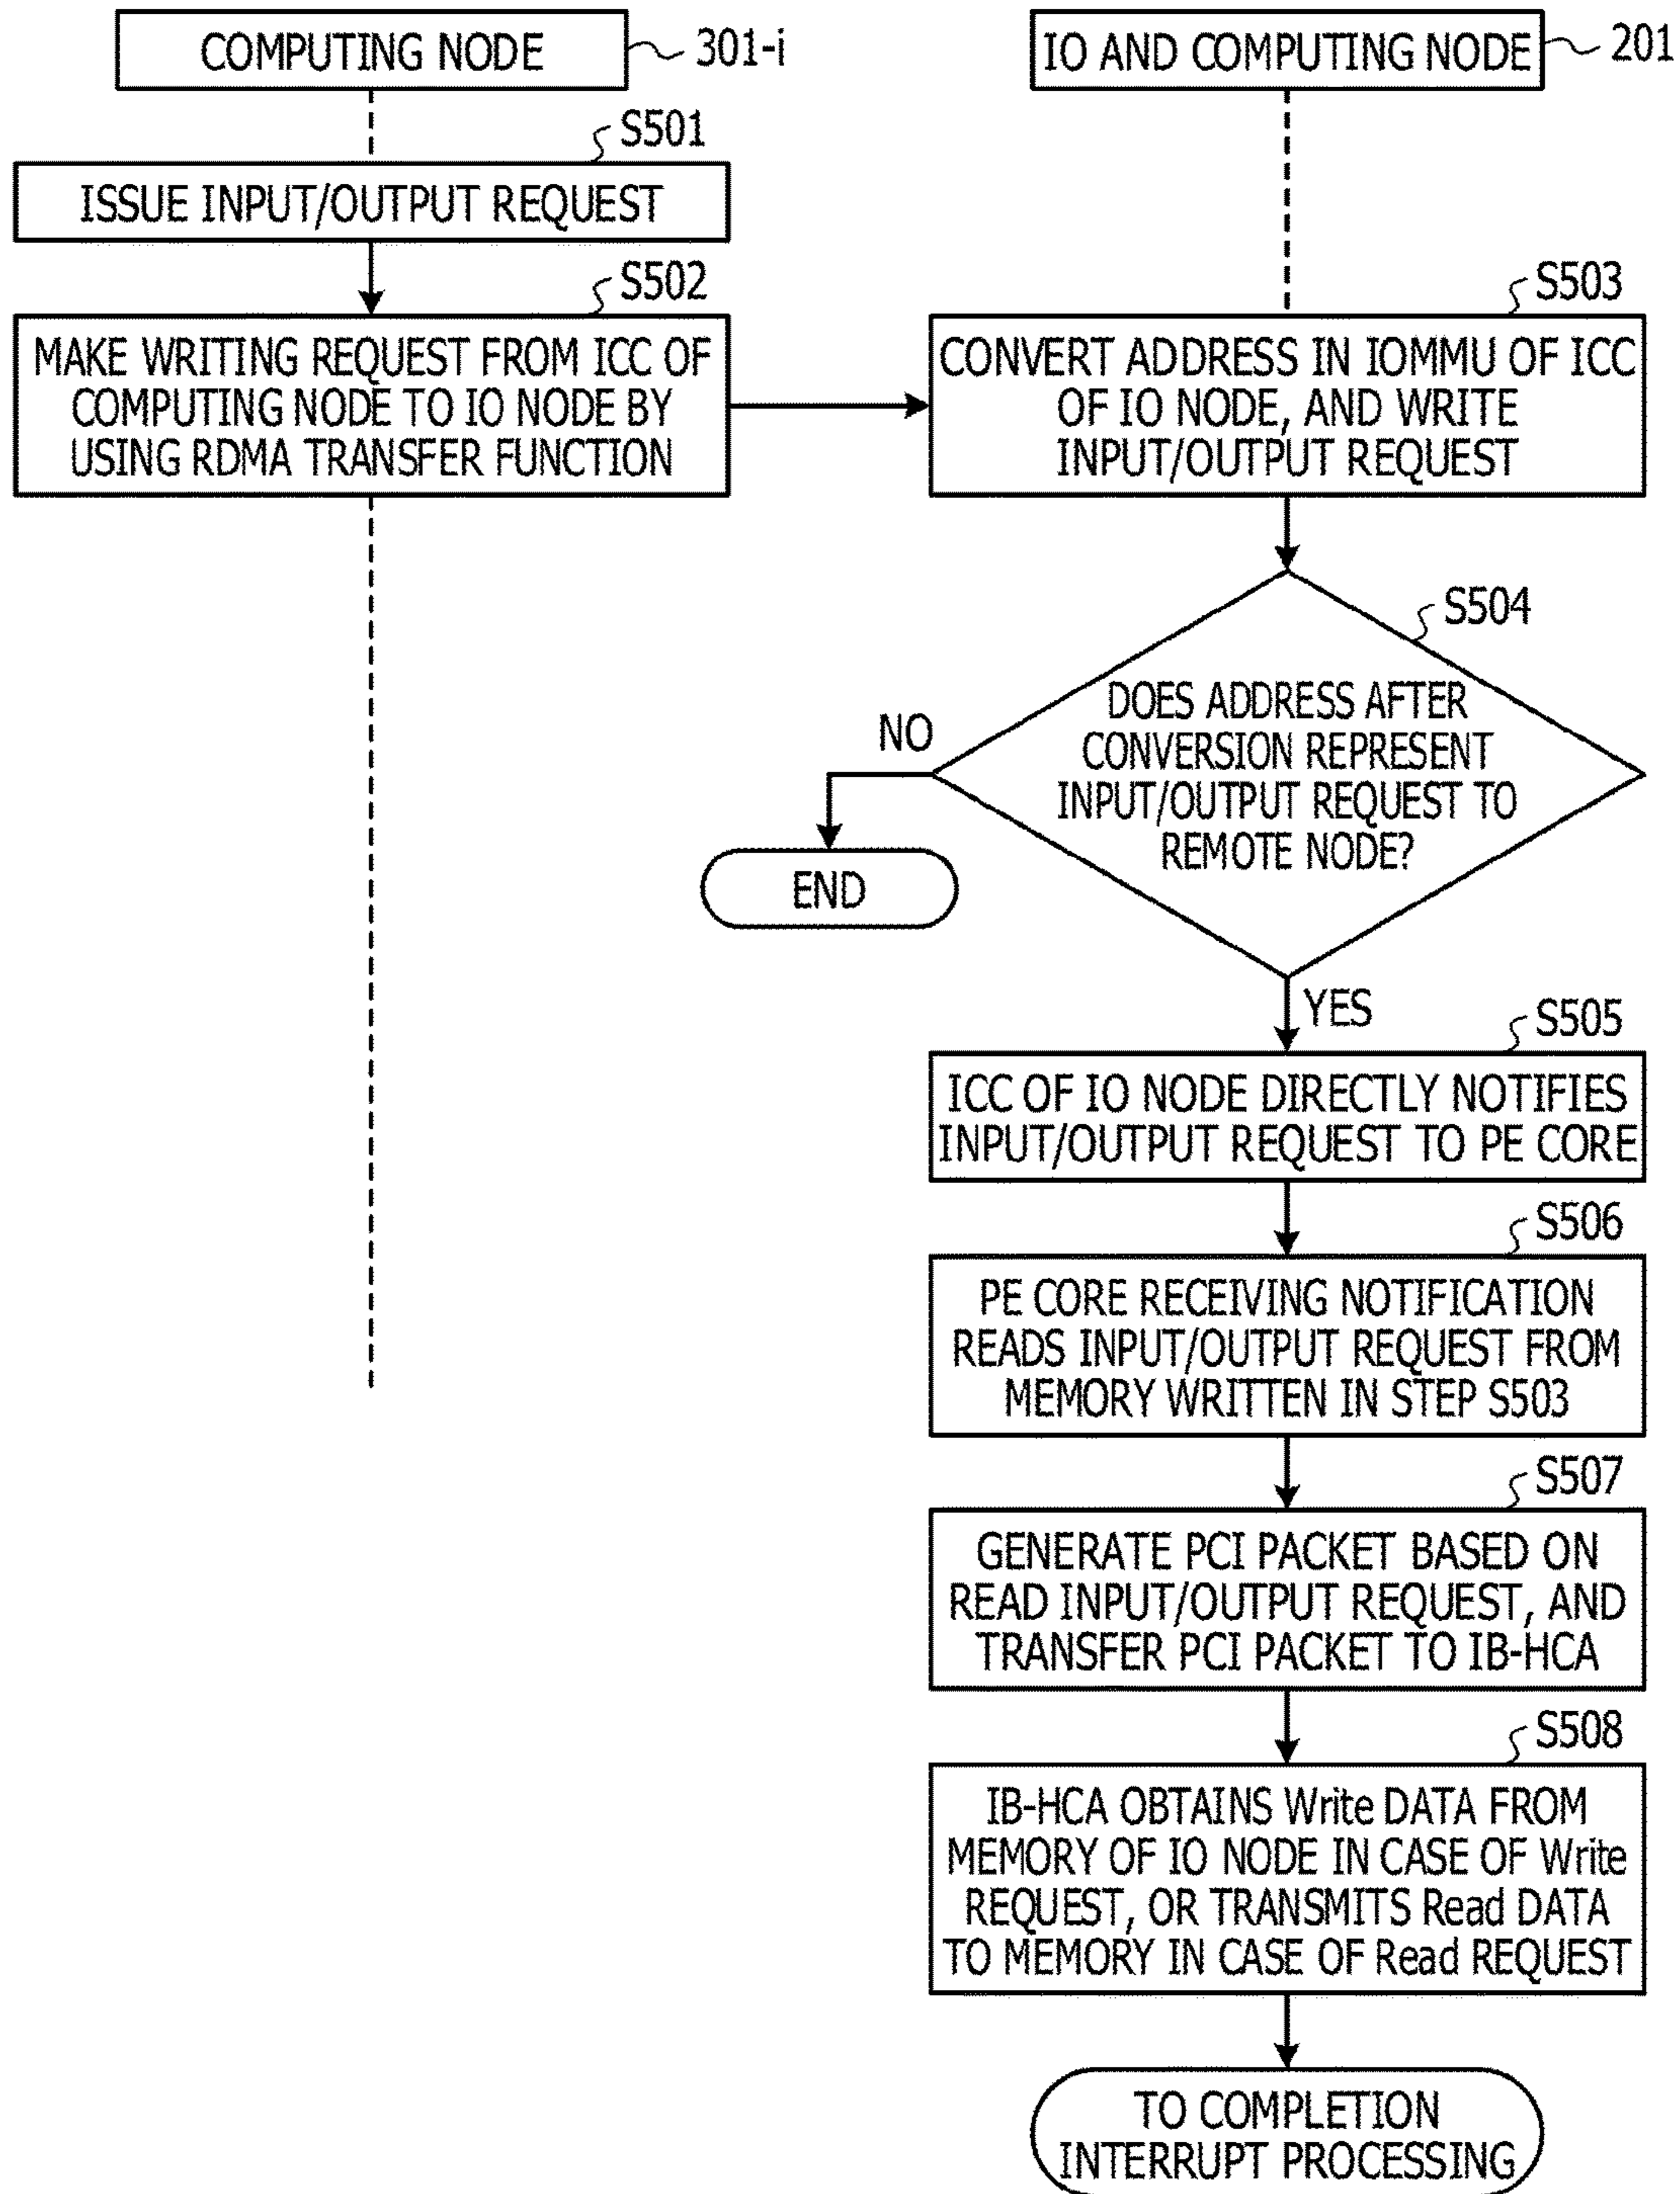 COMPUTING NODE
301-i
IO AND COMPUTING NODE
201
S501
ISSUE INPUT/OUTPUT REQUEST
S502
MAKE WRITING REQUEST FROM ICC OF
COMPUTING NODE TO IO NODE BY
USING RDMA TRANSFER FUNCTION
S503
CONVERT ADDRESS IN IOMMU OF ICC
OF IO NODE, AND WRITE
INPUT/OUTPUT REQUEST
S504
DOES ADDRESS AFTER
CONVERSION REPRESENT
INPUT/OUTPUT REQUEST TO
REMOTE NODE?
NO
END
YES
S505
ICC OF IO NODE DIRECTLY NOTIFIES
INPUT/OUTPUT REQUEST TO PE CORE
S506
PE CORE RECEIVING NOTIFICATION
READS INPUT/OUTPUT REQUEST FROM
MEMORY WRITTEN IN STEP S503
S507
GENERATE PCI PACKET BASED ON
READ INPUT/OUTPUT REQUEST, AND
TRANSFER PCI PACKET TO IB-HCA
S508
IB-HCA OBTAINS Write DATA FROM
MEMORY OF IO NODE IN CASE OF Write
REQUEST, OR TRANSMITS Read DATA
TO MEMORY IN CASE OF Read REQUEST
TO COMPLETION
INTERRUPT PROCESSING